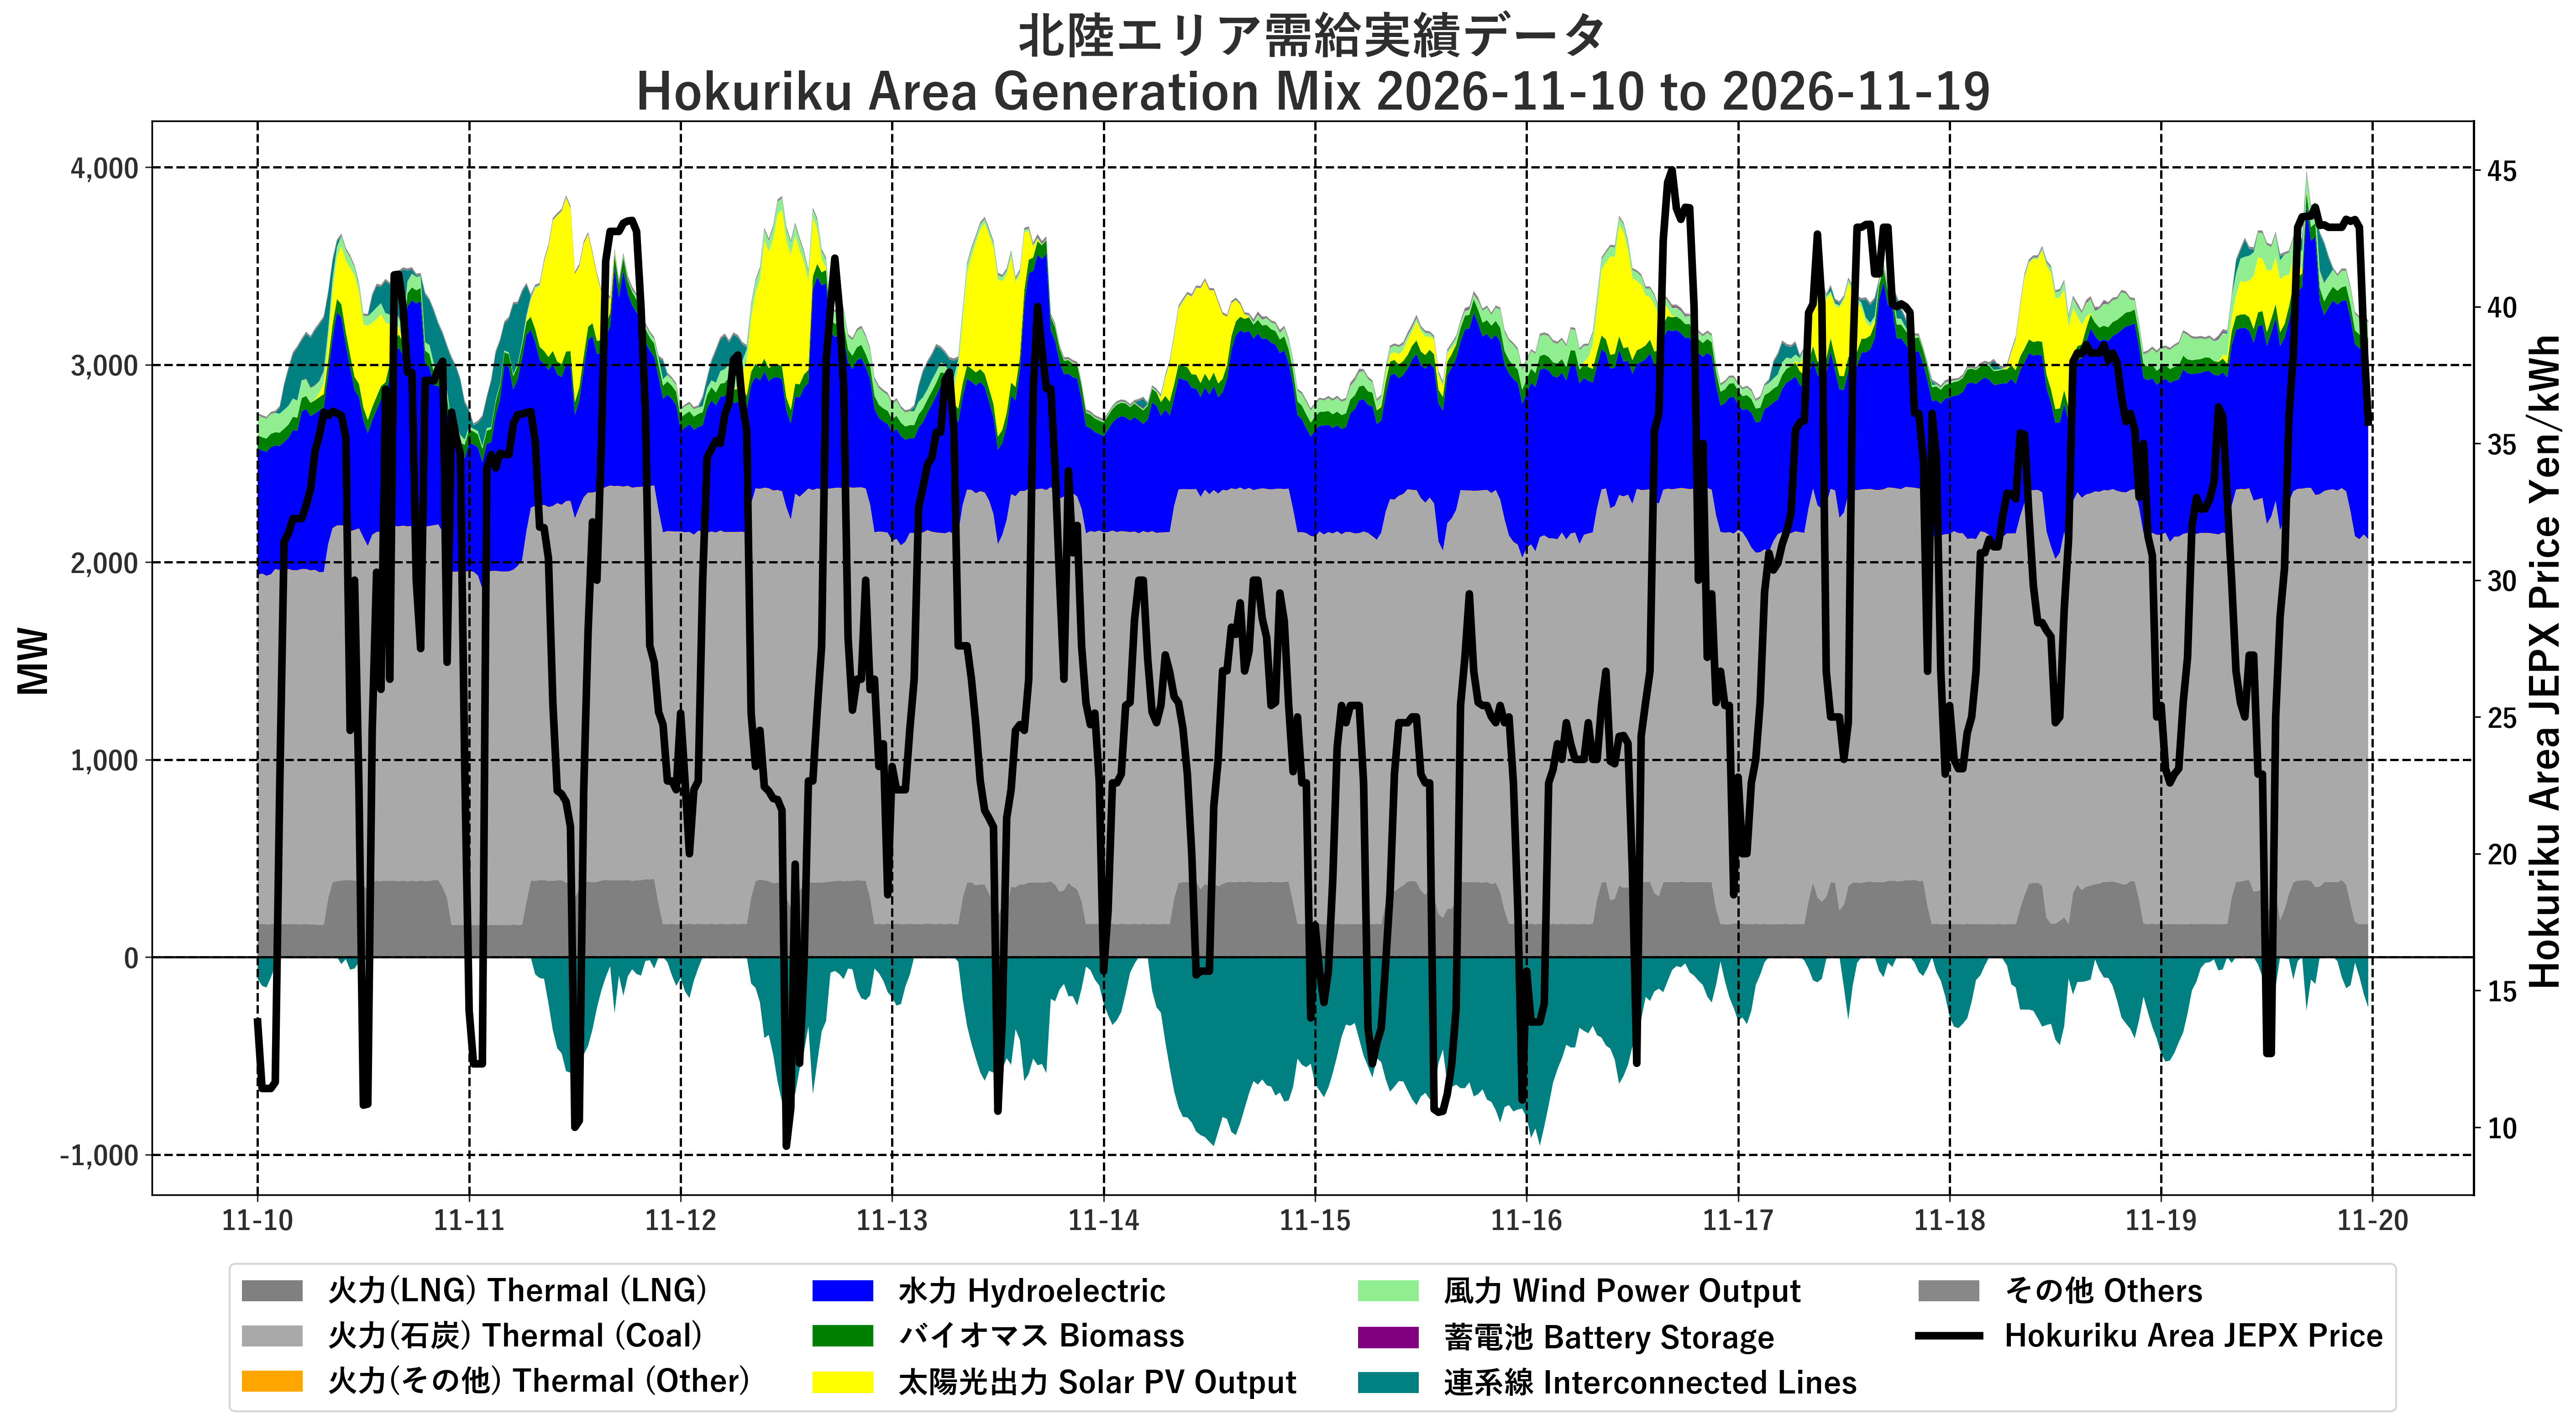 北陸エリア需給実績データ
Hokuriku Area Generation Mix 2026-11-10 to 2026-11-19
4,000
3,000
2,000
1,000
0
-1,000
MW
45
40
35
30
25
20
15
10
Hokuriku Area JEPX Price Yen/kWh
11-10 11-11 11-12 11-13 11-14 11-15 11-16 11-17 11-18 11-19 11-20
火力(LNG) Thermal (LNG)
火力(石炭) Thermal (Coal)
火力(その他) Thermal (Other)
水力 Hydroelectric
バイオマス Biomass
太陽光出力 Solar PV Output
風力 Wind Power Output
蓄電池 Battery Storage
連系線 Interconnected Lines
その他 Others
Hokuriku Area JEPX Price